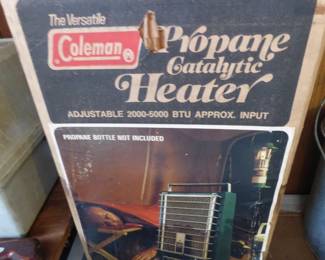 The Versatile
Coleman®
Propane
Catalytic
Heater
ADJUSTABLE 2000-5000 BTU APPROX. INPUT
PROPANE BOTTLE NOT INCLUDED